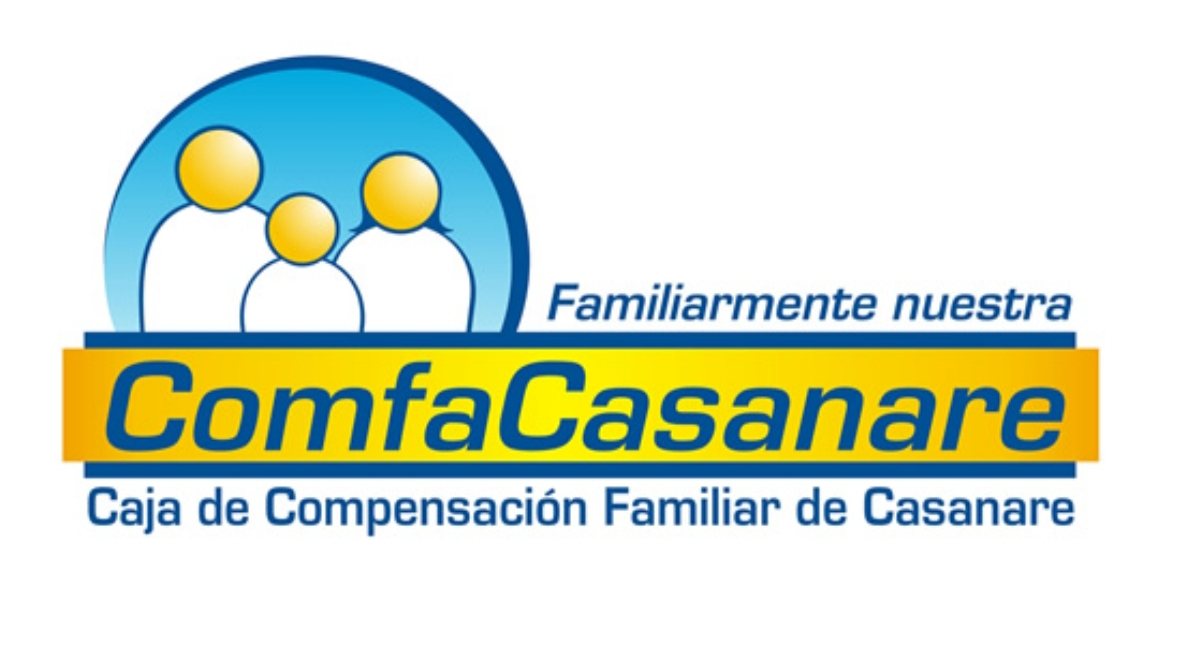 Familiarmente nuestra
ComfaCasanare
Caja de Compensación Familiar de Casanare